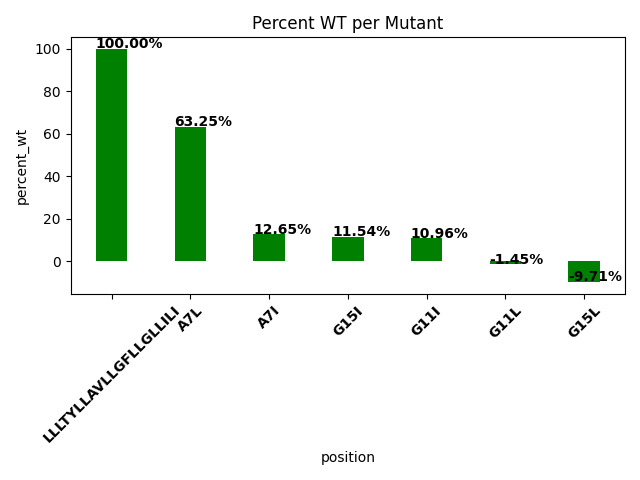 Percent WT per Mutant
percent_wt
100
80
60
40
20
0
100.00%
63.25%
12.65%
11.54%
10.96%
-1.45%
-9.71%
LLLTYLLAVLLGFLLGLLILI
A7L
A7I
G15I
G11I
G11L
G15L
position